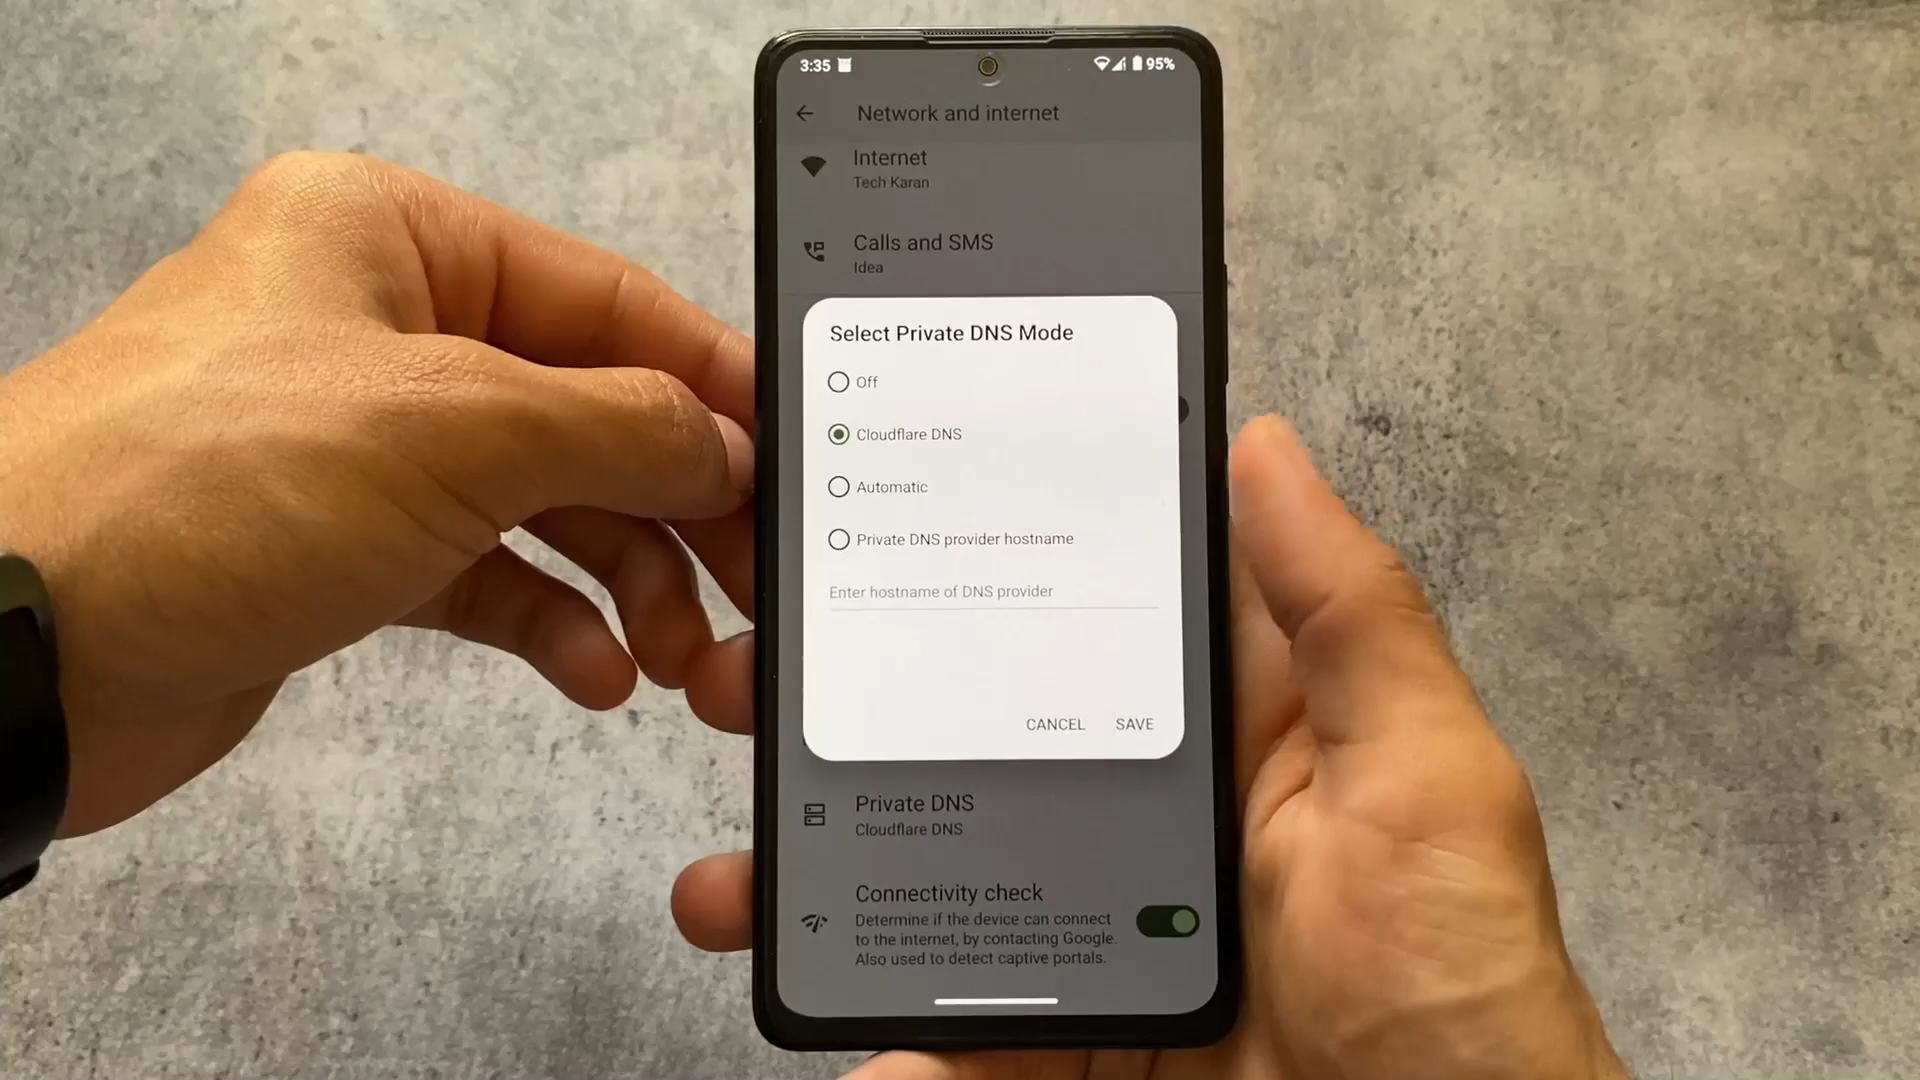 3:35
95%
Network and internet
Internet
Tech Karan
Calls and SMS
Idea
Select Private DNS Mode
Off
Cloudflare DNS
Automatic
Private DNS provider hostname
Enter hostname of DNS provider
CANCEL SAVE
Private DNS
Cloudflare DNS
Connectivity check
Determine if the device can connect
to the internet, by contacting Google.
Also used to detect captive portals.